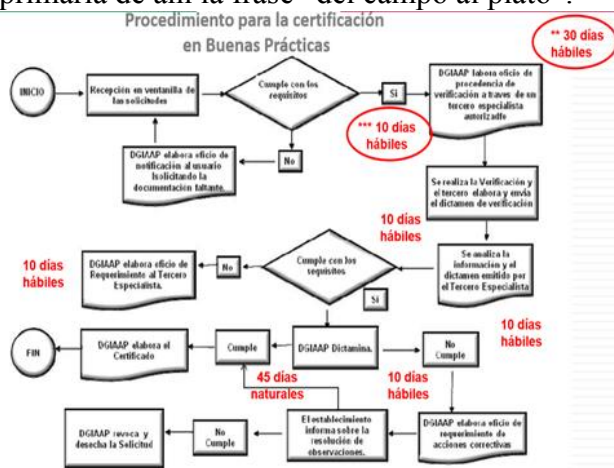 primaria de ahí la frase "del campo al plato".
Procedimiento para la certificación
en Buenas Prácticas
** 30 días
hábiles
INICIO
Recepción en ventanilla de
las solicitudes
Cumple con los
requisitos
Si
DGIAAP labora oficio de
procedencia de
verificación a traves de un
tercero especialista
autorizadfe
*** 10 días
hábiles
No
DGIAAP elabora oficio de
notificación al usuario
lsolicitando la
documentación faltante.
Se realiza la Verificación y
el tercero elabora y envía
el dictamen de verificación
10 días
hábiles
Se analiza la
información y el
dictamen emitido por
el Tercero Especialista
Cumple con los
sequisitos
No
DGIAAP elabora oficio de
Requerimiento al Tercero
Especialista.
10 días
hábiles
Si
10 días
hábiles
FIN
DGIAAP elabora el
Certificado
Cumple
DGIAAP Dictamina.
No
Cumple
45 días
naturales
10 días
hábiles
DGIAAP revoca y
desecha la Solicitud
No
Cumple
El establecimiento
informa sobre la
resolución de
observaciones.
DGIAAP elabora oficio de
requerimiento de
acciones correctivas